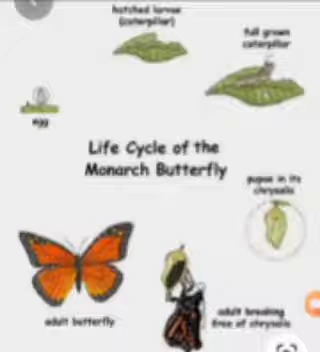 hatched larvae
(caterpillar)
full grown
caterpillar
egg
Life Cycle of the
Monarch Butterfly
pupae in its
chrysalis
adult butterfly
adult breaking
free of chrysalis